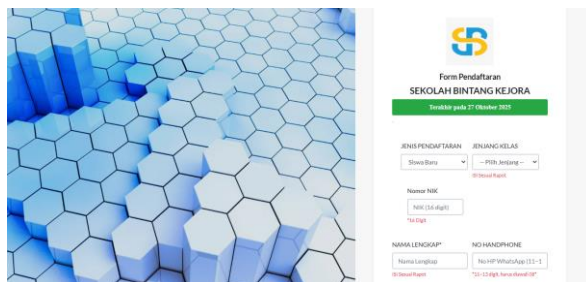 Form Pendaftaran
SEKOLAH BINTANG KEJORA
Terakhir pada 27 Oktober 2025
JENIS PENDAFTARAN JENJANG KELAS
Siswa Baru -- Pilih Jenjang --
ISI Sesuai Rapot
Nomor NIK
NIK (16 digit)
*16 Digit
NAMA LENGKAP* NO HANDPHONE
Nama Lengkap No HP WhatsApp (11-1
ISI Sesuai Rapot *11-13 digit, harus diawali 08*